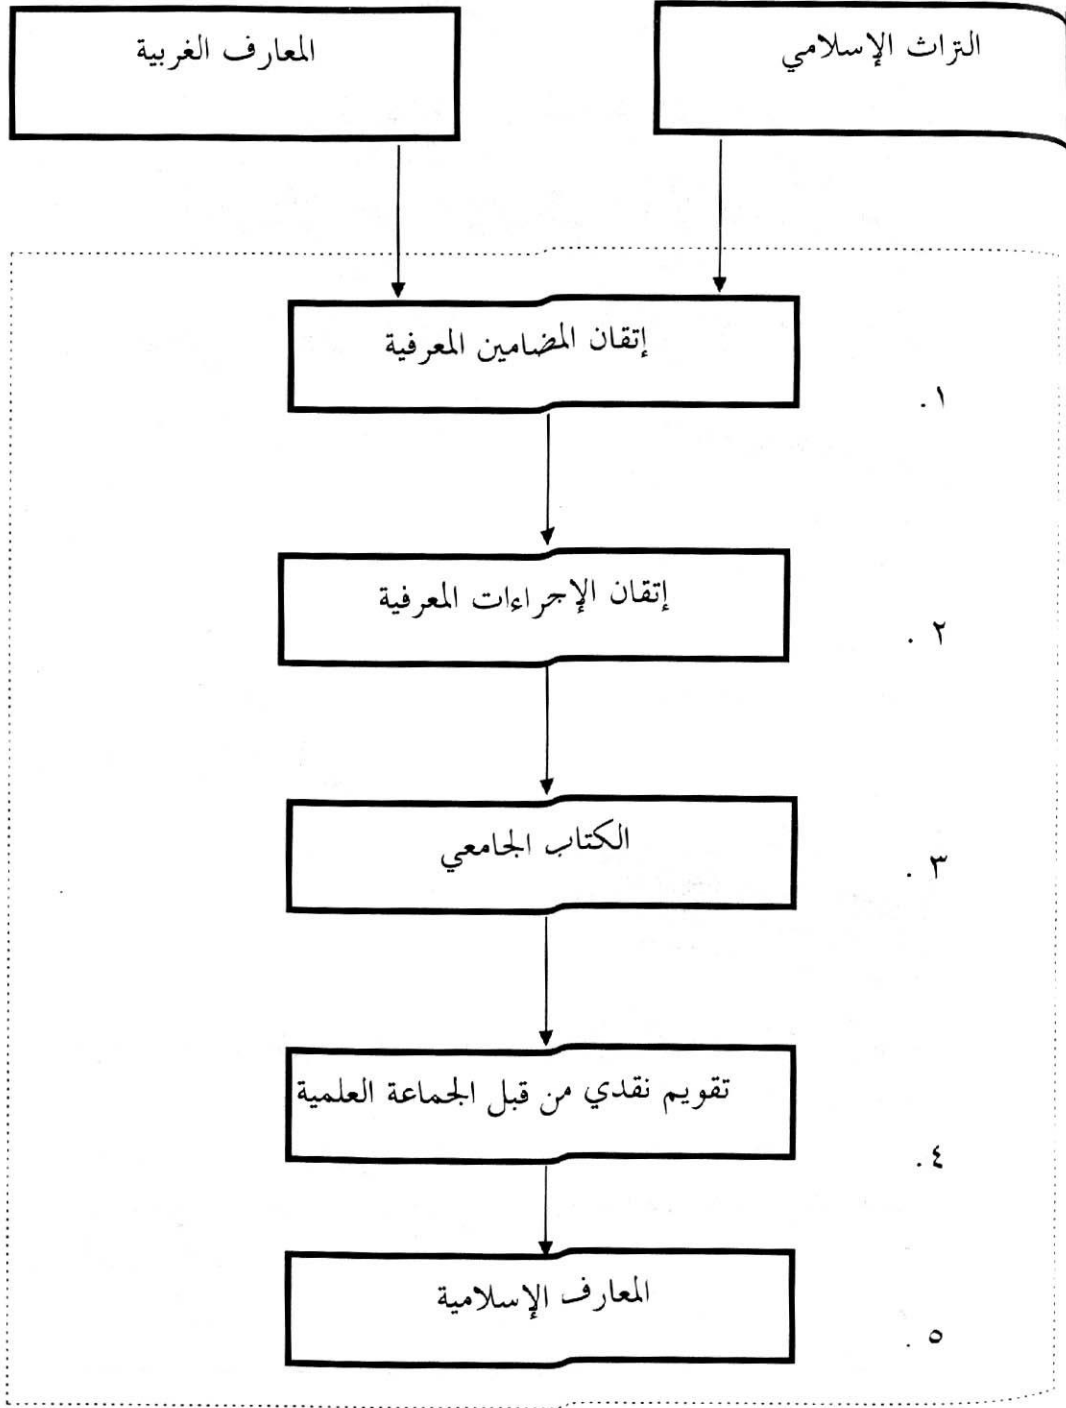 التراث الإسلامي
المعارف الغربية
إتقان المضامين المعرفية
١.
إتقان الإجراءات المعرفية
٢.
الكتاب الجامعي
٣.
تقويم نقدي من قبل الجماعة العلمية
٤.
المعارف الإسلامية
٥.